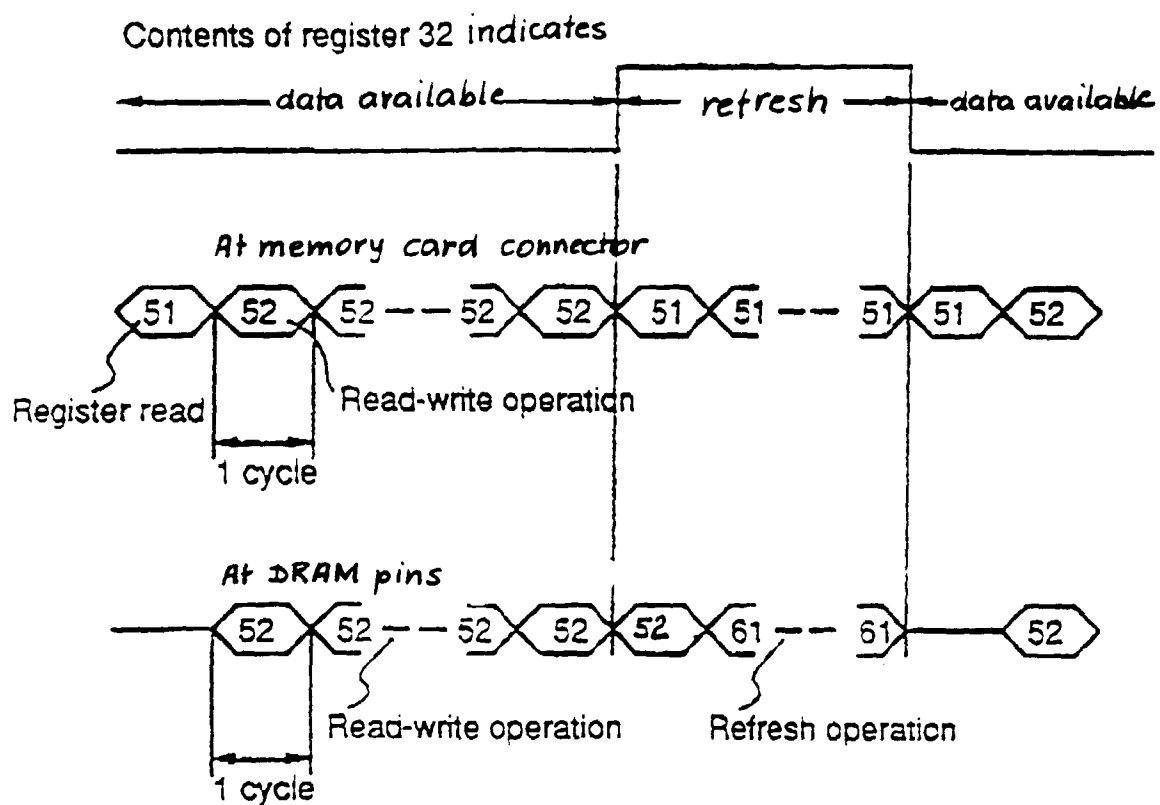 Contents of register 32 indicates
data available refresh data available
At memory card connector
51 52 52 52 52 51 51 51 51 52
Register read Read-write operation
1 cycle
At DRAM pins
52 52 52 52 52 61 61 52
Read-write operation Refresh operation
1 cycle